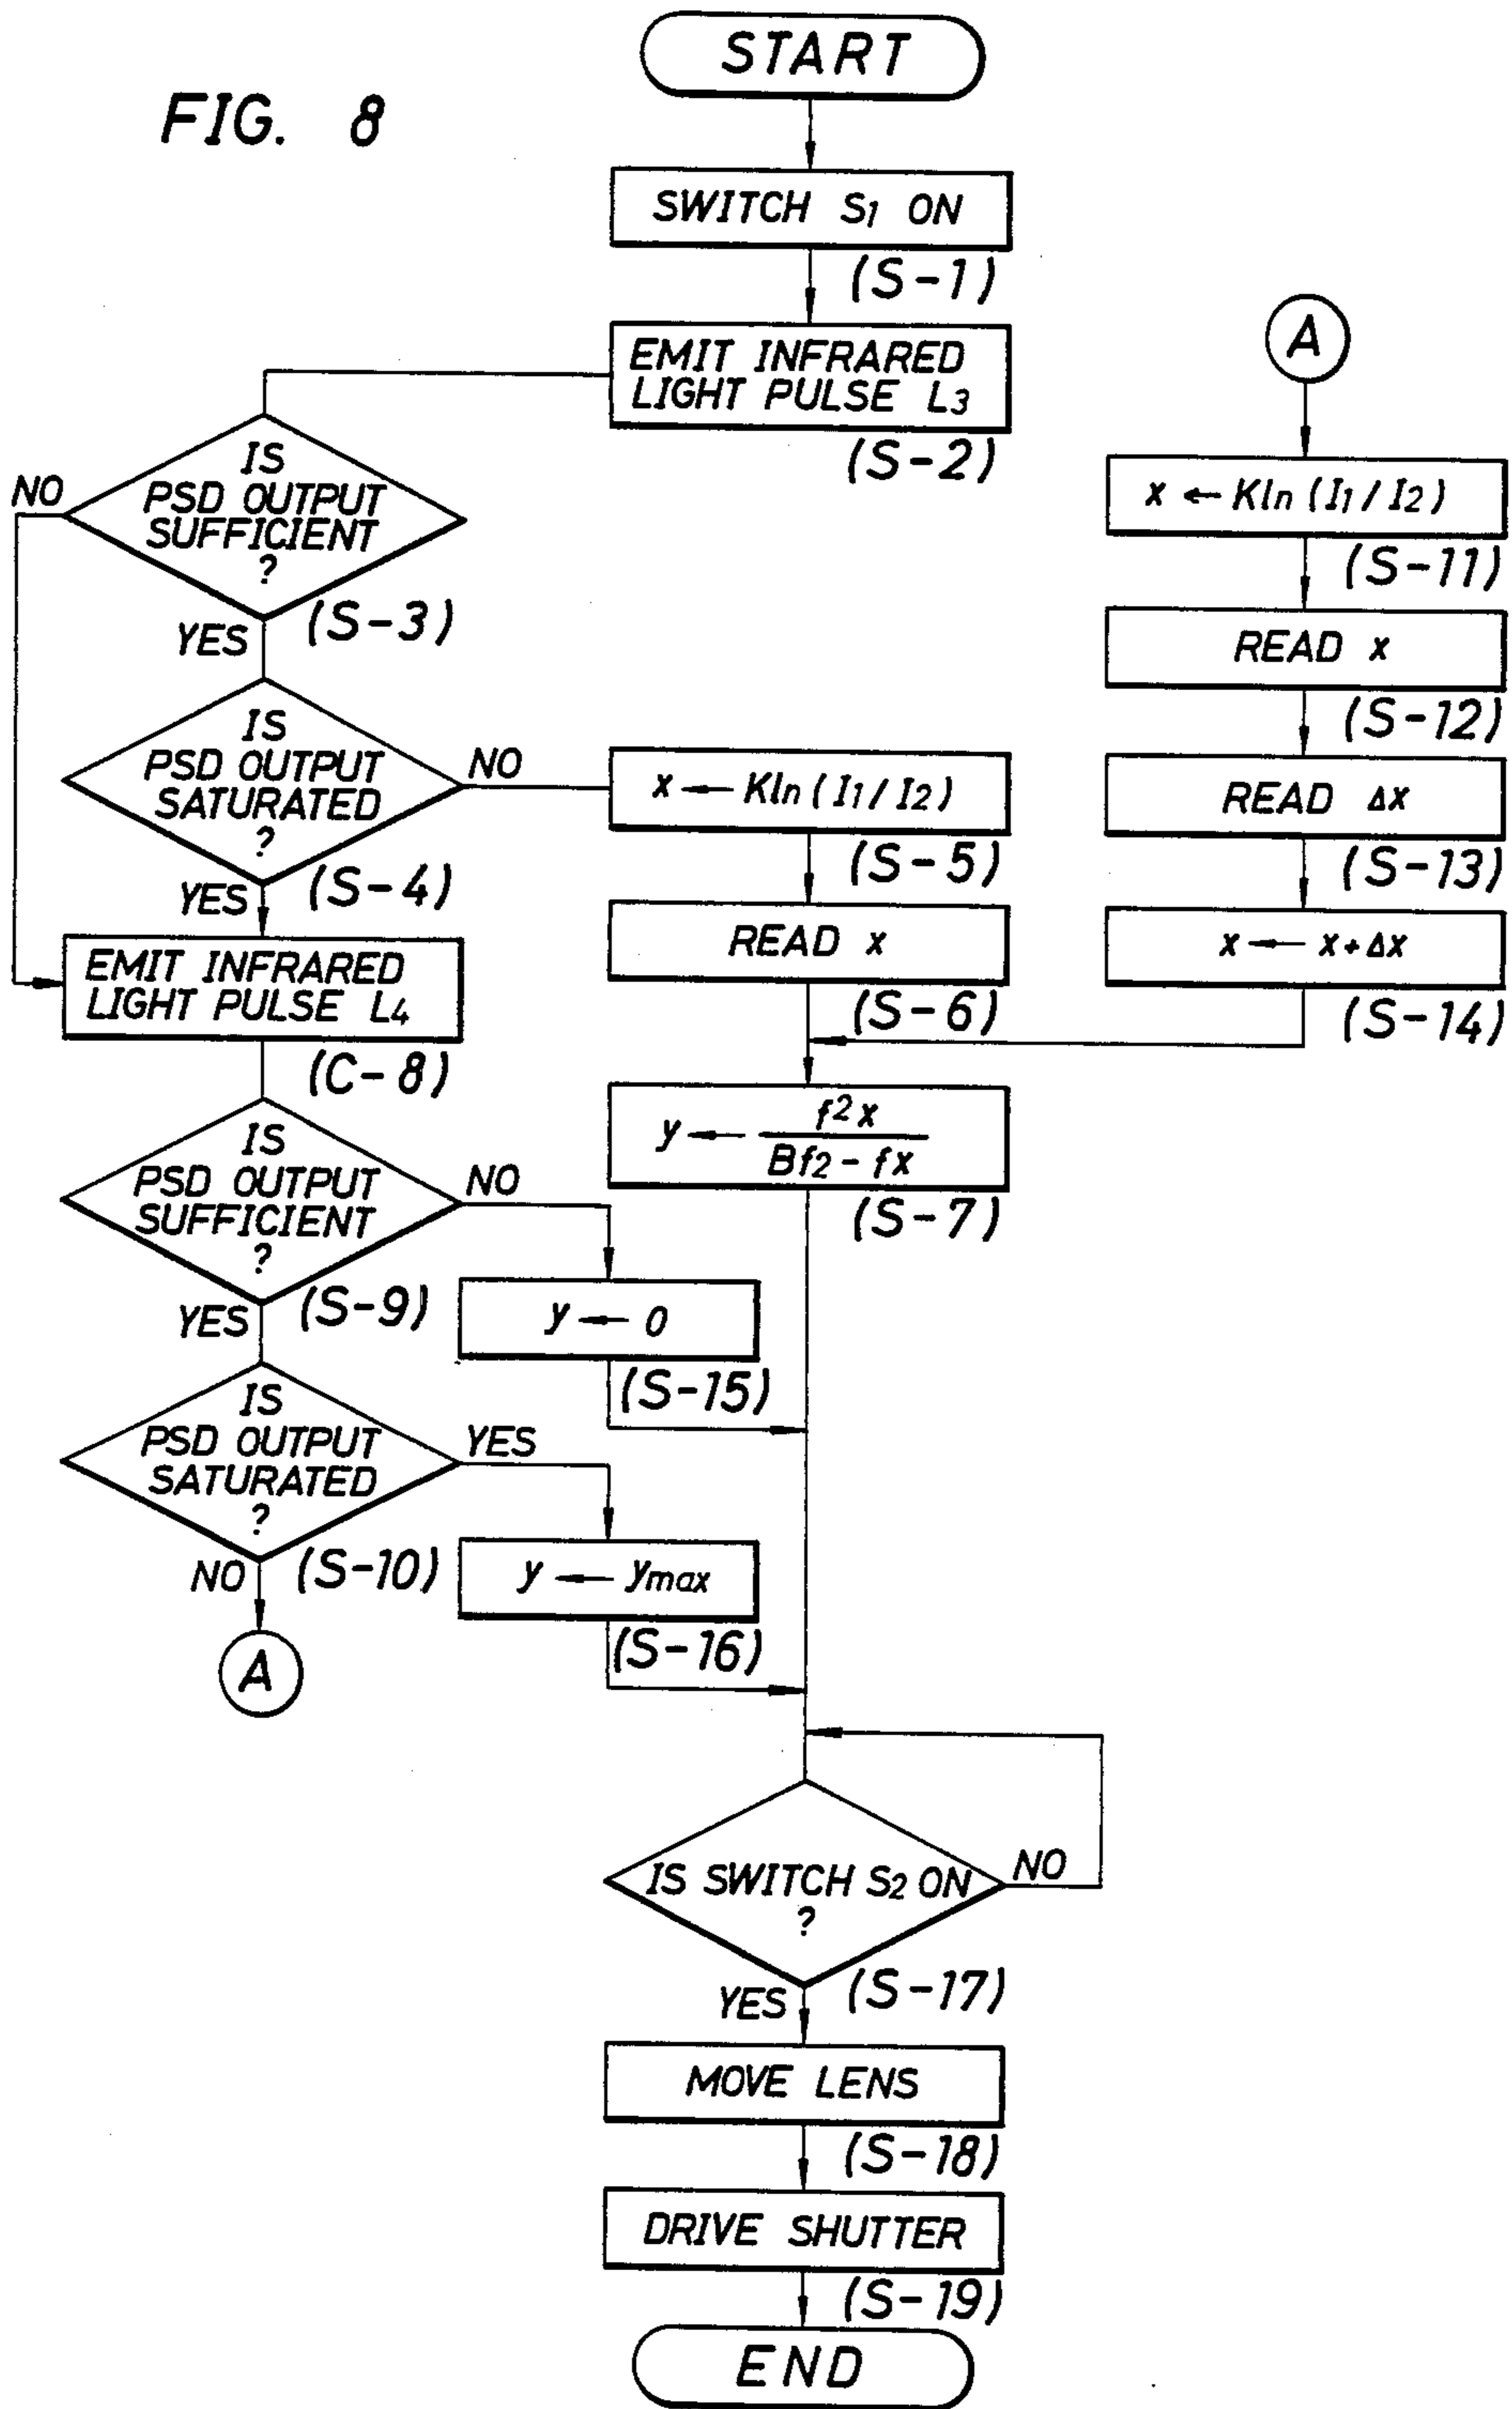 FIG. 8
START
SWITCH S1 ON
(S-1)
EMIT INFRARED
LIGHT PULSE L3
(S-2)
IS
PSD OUTPUT
SUFFICIENT
?
NO
YES
(S-3)
IS
PSD OUTPUT
SATURATED
?
NO
YES
(S-4)
x ← Kln (I1 / I2)
(S-5)
READ x
(S-6)
EMIT INFRARED
LIGHT PULSE L4
(C-8)
y ← f2x / Bf2 - fx
(S-7)
IS
PSD OUTPUT
SUFFICIENT
?
NO
YES
(S-9)
y ← 0
(S-15)
IS
PSD OUTPUT
SATURATED
?
YES
NO
(S-10)
y ← ymax
(S-16)
A
A
x ← Kln (I1 / I2)
(S-11)
READ x
(S-12)
READ Δx
(S-13)
x ← x + Δx
(S-14)
IS SWITCH S2 ON
?
NO
YES
(S-17)
MOVE LENS
(S-18)
DRIVE SHUTTER
(S-19)
END